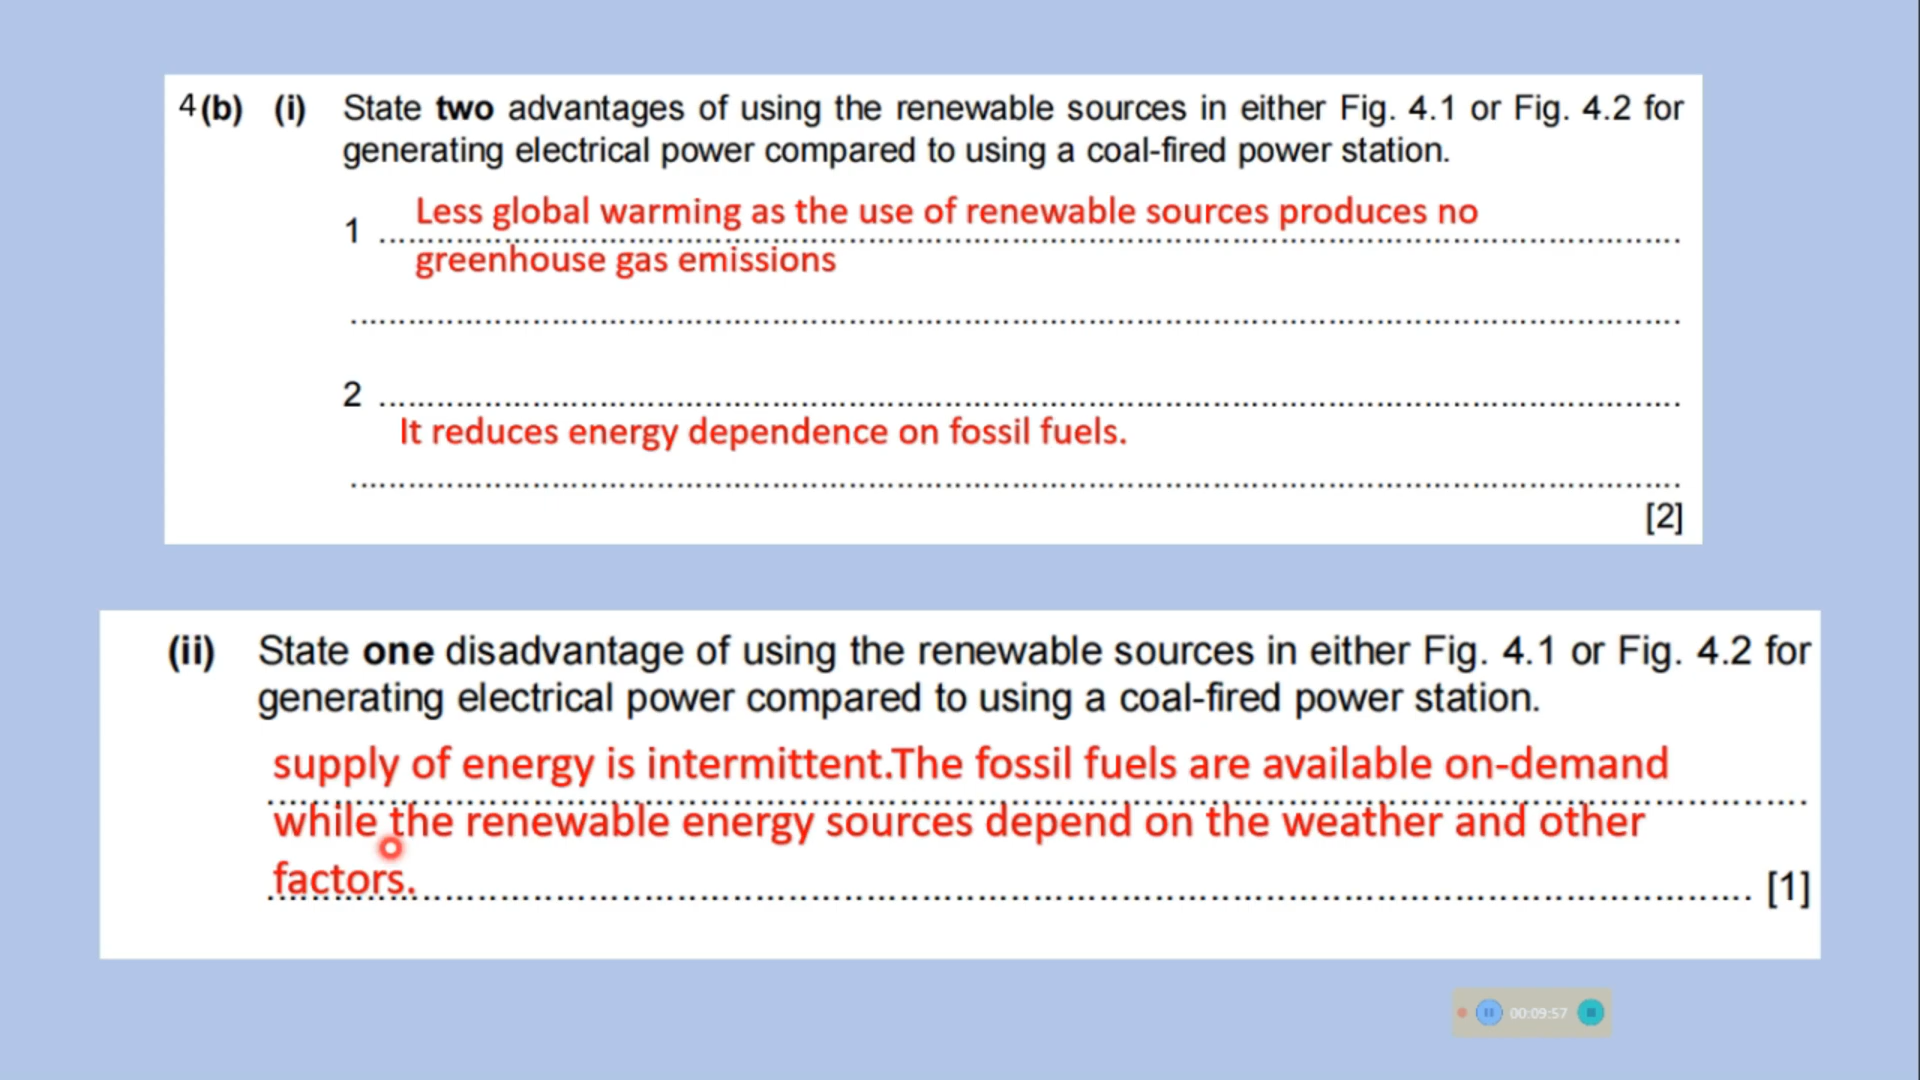 4(b) (i) State two advantages of using the renewable sources in either Fig. 4.1 or Fig. 4.2 for
generating electrical power compared to using a coal-fired power station.
1 Less global warming as the use of renewable sources produces no
greenhouse gas emissions
2
It reduces energy dependence on fossil fuels.
[2]
(ii) State one disadvantage of using the renewable sources in either Fig. 4.1 or Fig. 4.2 for
generating electrical power compared to using a coal-fired power station.
supply of energy is intermittent.The fossil fuels are available on-demand
while the renewable energy sources depend on the weather and other
factors. [1]
00:09:57